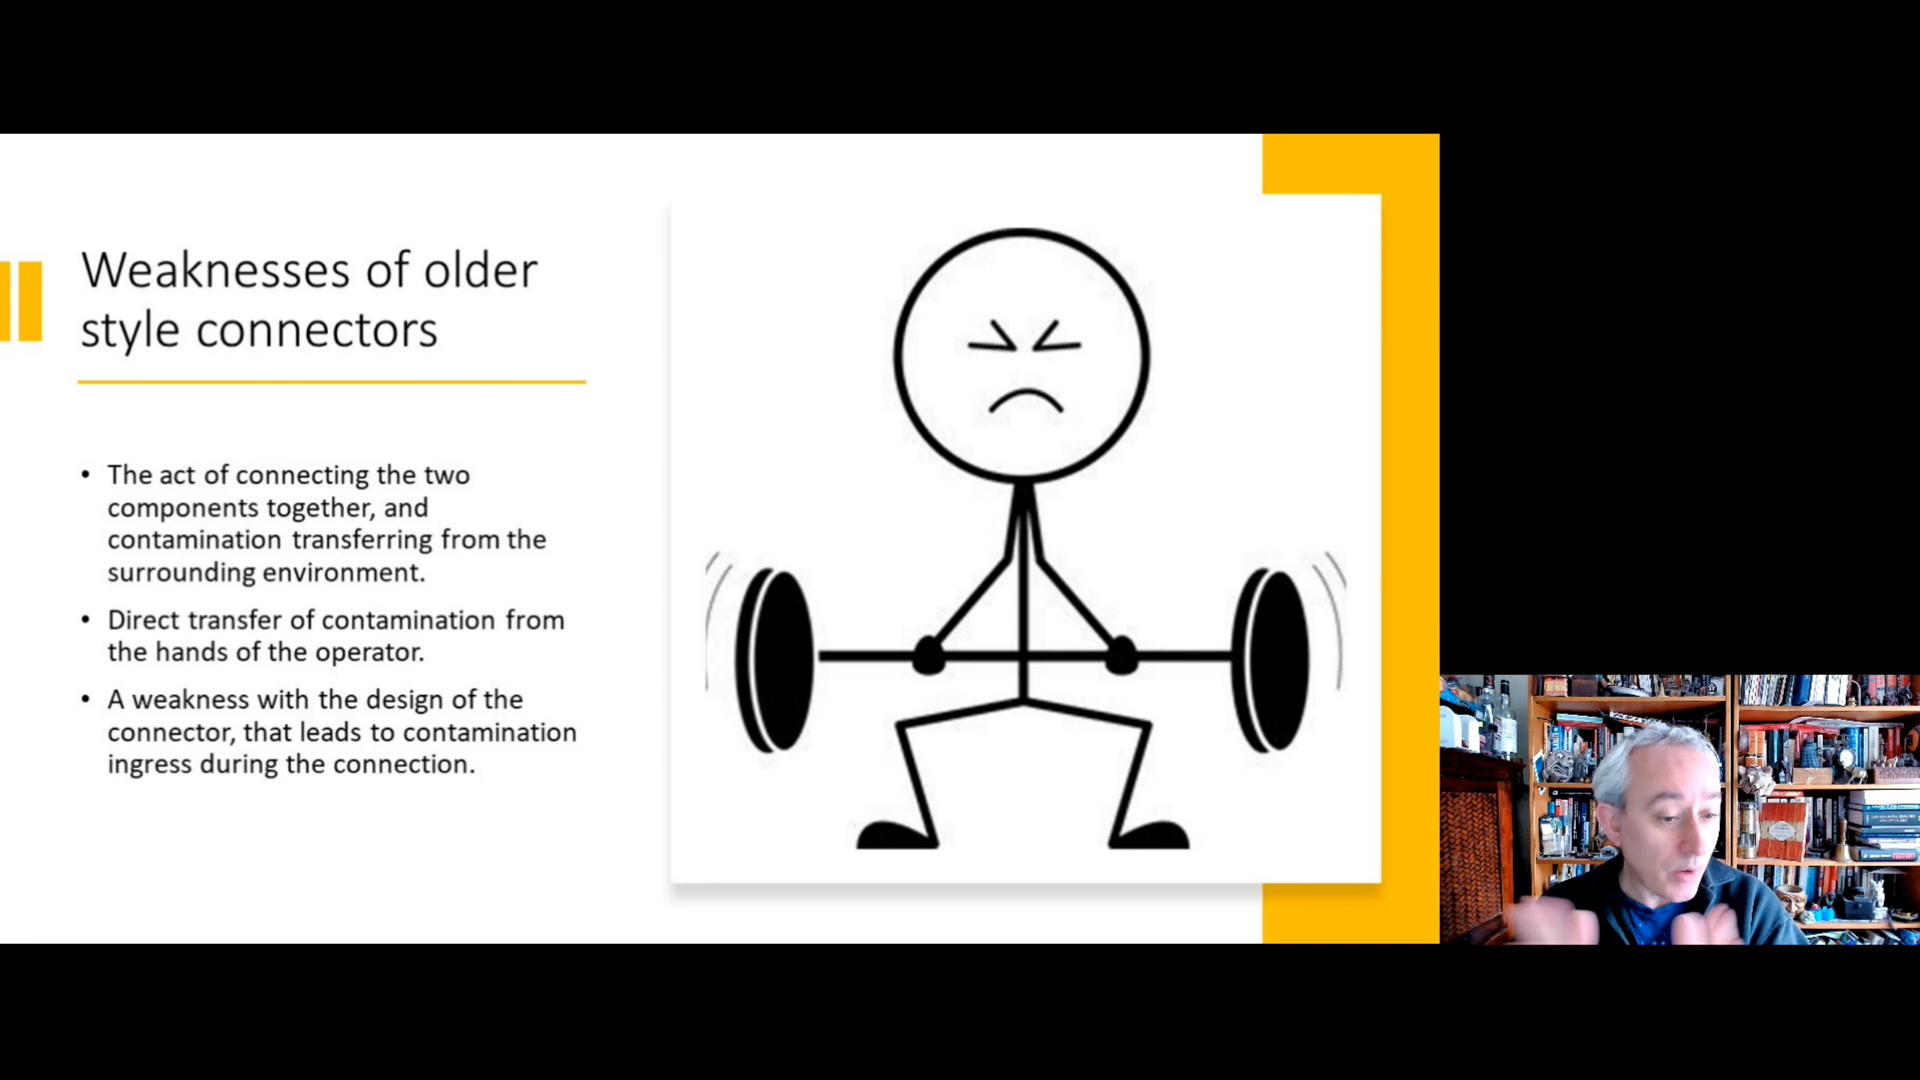 Weaknesses of older
style connectors
• The act of connecting the two
components together, and
contamination transferring from the
surrounding environment.
• Direct transfer of contamination from
the hands of the operator.
• A weakness with the design of the
connector, that leads to contamination
ingress during the connection.